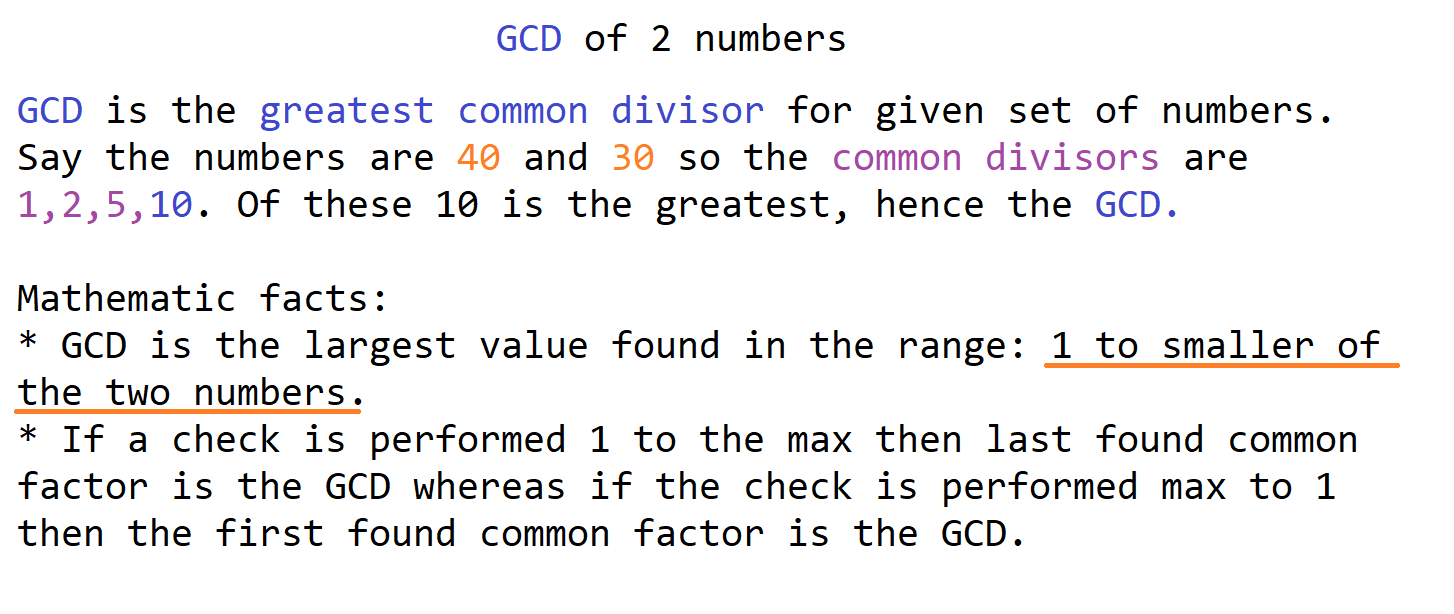 GCD of 2 numbers
GCD is the greatest common divisor for given set of numbers.
Say the numbers are 40 and 30 so the common divisors are
1,2,5,10. Of these 10 is the greatest, hence the GCD.
Mathematic facts:
* GCD is the largest value found in the range: 1 to smaller of
the two numbers.
* If a check is performed 1 to the max then last found common
factor is the GCD whereas if the check is performed max to 1
then the first found common factor is the GCD.